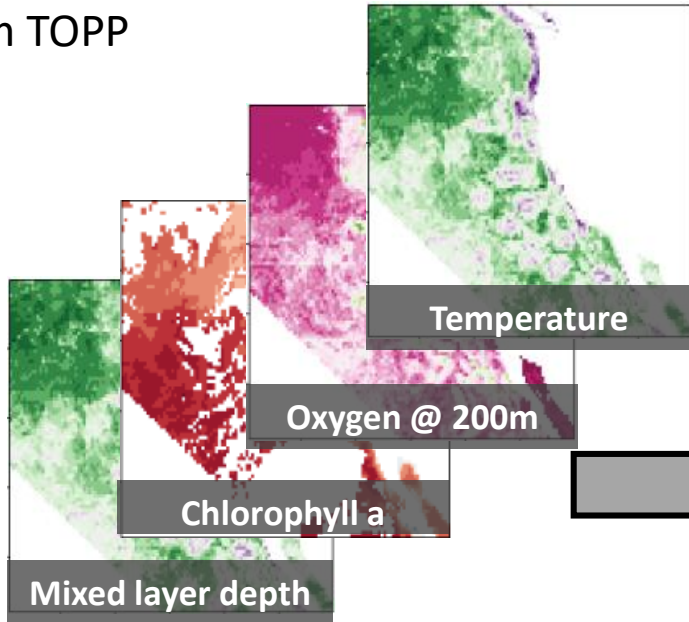 TOPP
Temperature
Oxygen @ 200m
Chlorophyll a
Mixed layer depth